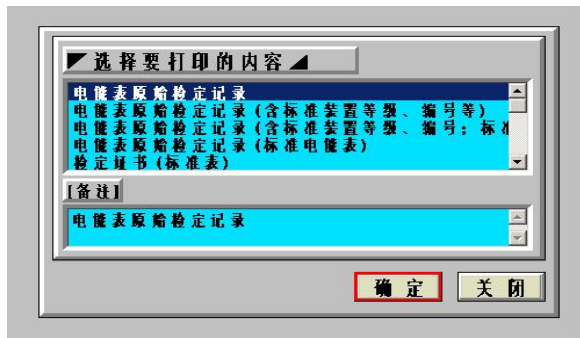 ◤选择要打印的内容◢
电能表原始检定记录
电能表原始检定记录(含标准装置等级、编号等)
电能表原始检定记录(含标准装置等级、编号; 标准
电能表原始检定记录(标准电能表)
检定证书(标准表)
[备注]
电能表原始检定记录
确 定
关 闭